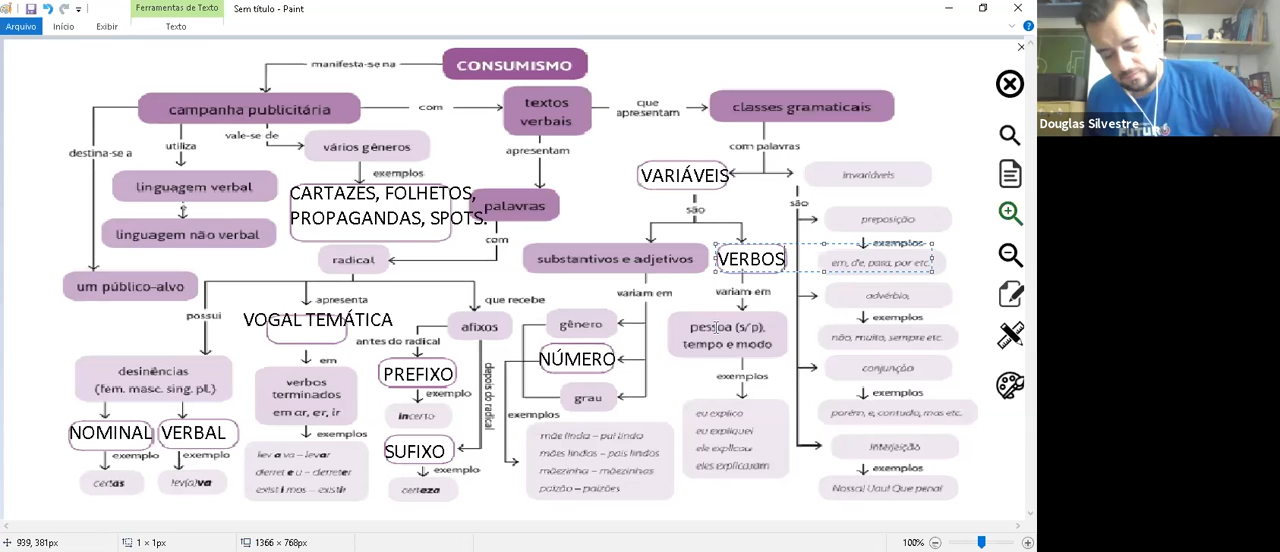 Ferramentas de Texto
Sem título - Paint
Arquivo
Início
Exibir
Texto
Douglas Silvestre
manifesta-se na
CONSUMISMO
campanha publicitária
com
textos
verbais
que
apresentam
classes gramaticais
destina-se a
utiliza
vale-se de
vários gêneros
apresentam
com palavras
exemplos
VARIÁVEIS
invariáveis
linguagem verbal
e
linguagem não verbal
CARTAZES, FOLHETOS,
PROPAGANDAS, SPOTS.
palavras
são
são
preposição
exemplos
em, de, para, por etc.
com
radical
substantivos e adjetivos
VERBOS
um público-alvo
variam em
variam em
advérbio,
possui
apresenta
que recebe
VOGAL TEMÁTICA
afixos
gênero
pessoa (s/p),
tempo e modo
exemplos
não, muito, sempre etc.
antes do radical
depois do radical
em
NÚMERO
desinências
(fem. masc. sing. pl.)
verbos
terminados
em ar, er, ir
PREFIXO
exemplo
incerto
grau
exemplos
conjunção
exemplos
porém, e, contudo, mas etc.
exemplos
eu explico
eu expliquei
ele explicou
eles explicavam
NOMINAL
VERBAL
exemplos
SUFIXO
mãe linda – pai lindo
mães lindas – pais lindos
mãezinha – mãezinhas
paizão – paizões
interjeição
exemplo
exemplo
lev a va – levar
derret e u – derreter
exist i mos – existir
exemplo
exemplos
certas
lev(a)va
certeza
Nossa! Uau! Que pena!
939, 381px
1 × 1px
1366 × 768px
100%